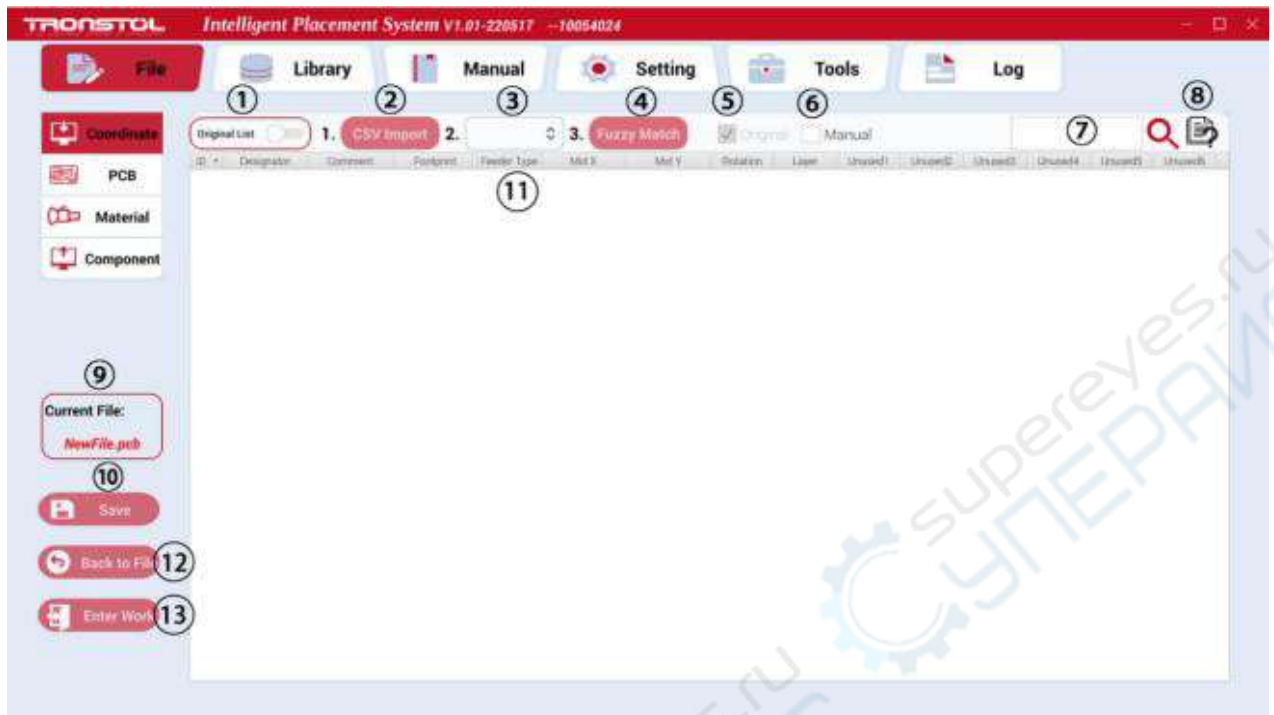 TRONSTOL Intelligent Placement System V1.01-220517 --10054024
File Library Manual Setting Tools Log
① ② ③ ④ ⑤ ⑥ ⑧
Coordinate Original List 1. CSV Import 2. 3. Fuzzy Match Original Manual ⑦
ID Designator Comment Footprint Feeder Type Mid X Mid Y Rotation Layer Unused1 Unused2 Unused3 Unused4 Unused5 Unused6
PCB ⑪
Material
Component
⑨
Current File:
NewFile.pcb
⑩
Save
Back to File ⑫
Enter Work ⑬
supereyes.ru
СУПЕРАЙС